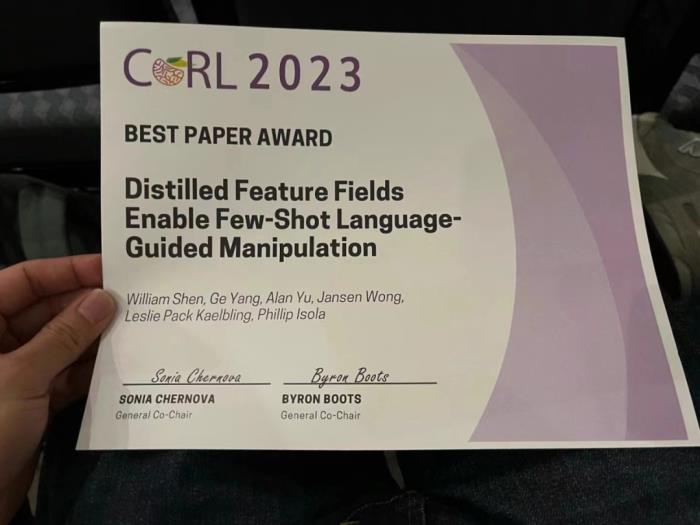 CoRL 2023
BEST PAPER AWARD
Distilled Feature Fields
Enable Few-Shot Language-
Guided Manipulation
William Shen, Ge Yang, Alan Yu, Jansen Wong,
Leslie Pack Kaelbling, Phillip Isola
Sonia Chernova
Byron Boots
SONIA CHERNOVA
BYRON BOOTS
General Co-Chair
General Co-Chair